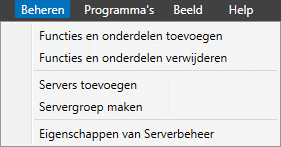 Beheren Programma's Beeld Help
Functies en onderdelen toevoegen
Functies en onderdelen verwijderen
Servers toevoegen
Servergroep maken
Eigenschappen van Serverbeheer